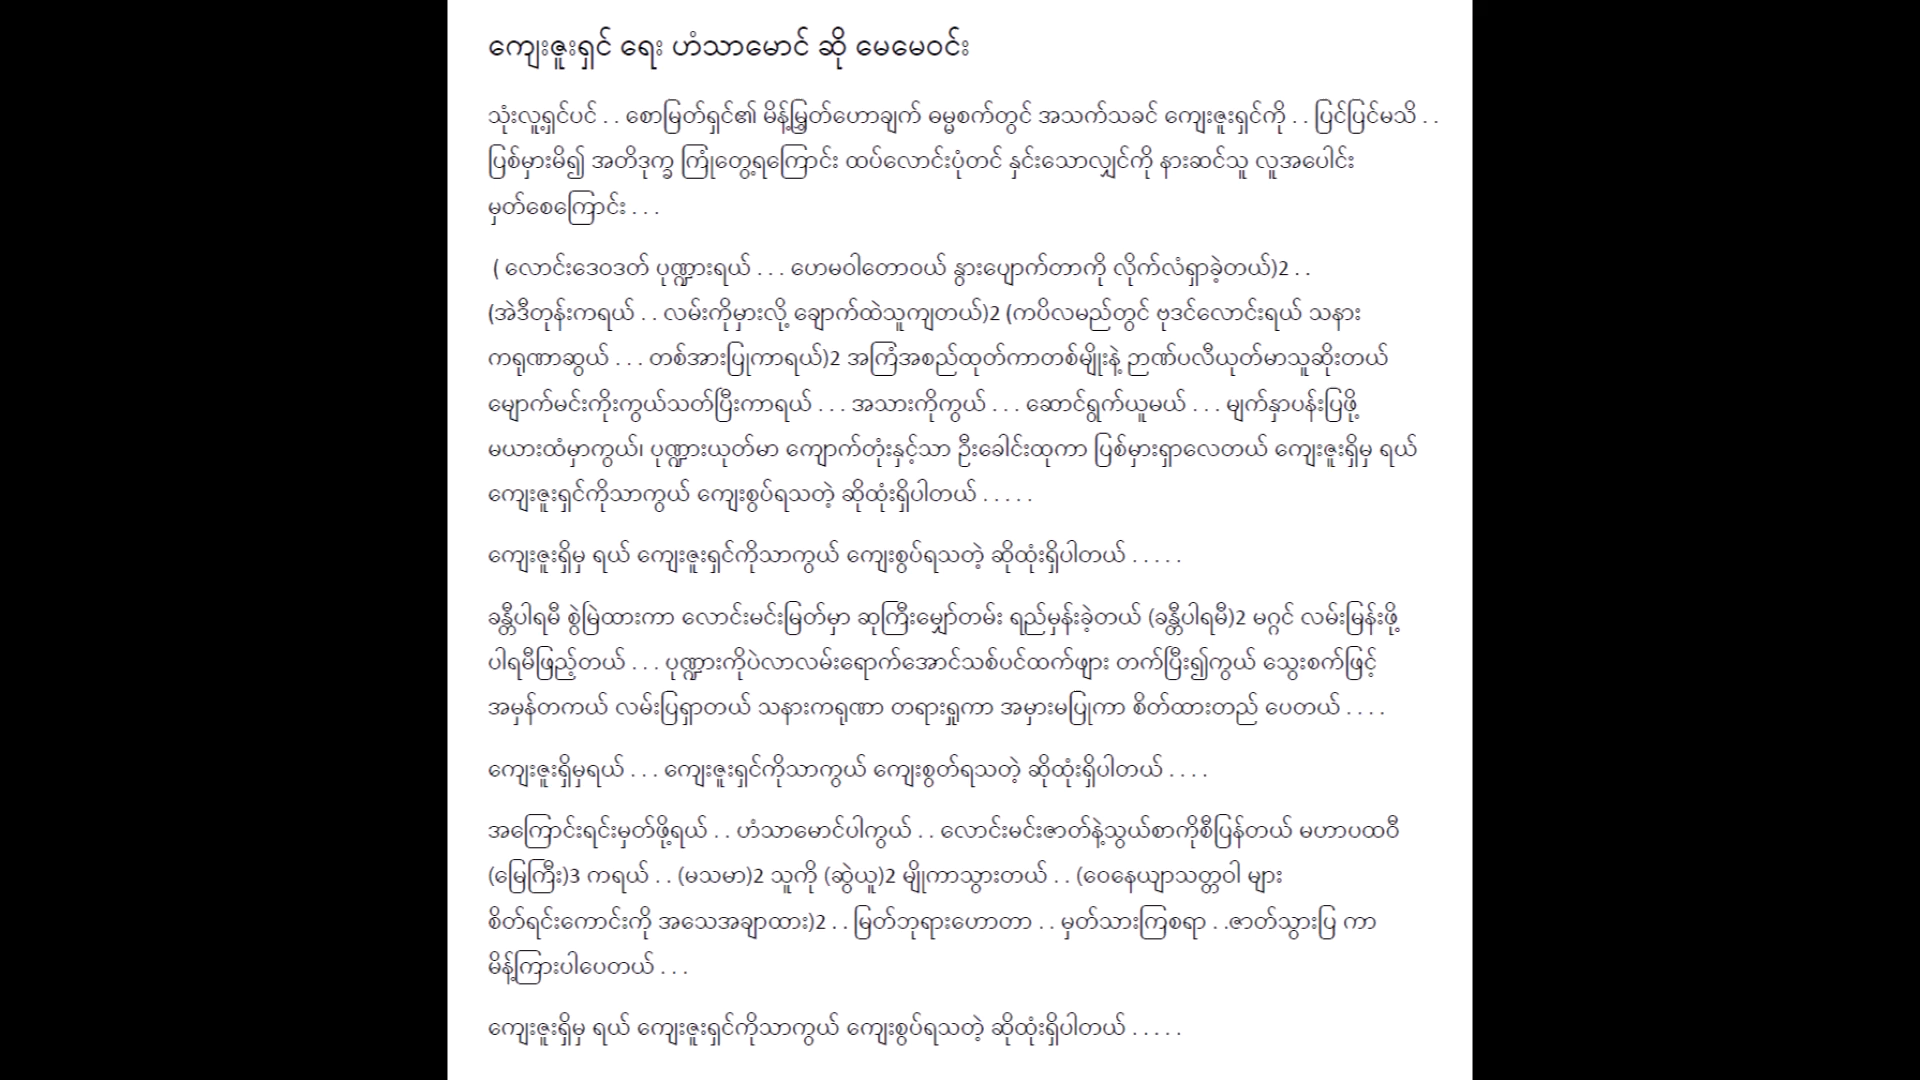 ကျေးဇူးရှင် ရေး ဟံသာမောင် ဆို မေမေဝင်း
သုံးလူ့ရှင်ပင် . . စောမြတ်ရှင်၏ မိန့်မြွတ်ဟောချက် ဓမ္မစက်တွင် အသက်သခင် ကျေးဇူးရှင်ကို . . ပြင်ပြင်မသိ . .
ပြစ်မှားမိ၍ အတိဒုက္ခ ကြုံတွေ့ရကြောင်း ထပ်လောင်းပုံတင် နှင်းသောလျှင်ကို နားဆင်သူ လူအပေါင်း
မှတ်စေကြောင်း . . .
( လောင်းဒေဝဒတ် ပုဏ္ဏားရယ် . . . ဟေမဝါတောဝယ် နွားပျောက်တာကို လိုက်လံရှာခဲ့တယ်)2 . .
(အဲဒီတုန်းကရယ် . . လမ်းကိုမှားလို့ ချောက်ထဲသူကျတယ်)2 (ကပိလမည်တွင် ဗုဒင်လောင်းရယ် သနား
ကရုဏာဆွယ် . . . တစ်အားပြုကာရယ်)2 အကြံအစည်ထုတ်ကာတစ်မျိုးနဲ့ ဉာဏ်ပလီယုတ်မာသူဆိုးတယ်
မျောက်မင်းကိုးကွယ်သတ်ပြီးကာရယ် . . . အသားကိုကွယ် . . . ဆောင်ရွက်ယူမယ် . . . မျက်နှာပန်းပြဖို့
မယားထံမှာကွယ်၊ ပုဏ္ဏားယုတ်မာ ကျောက်တုံးနှင့်သာ ဦးခေါင်းထုကာ ပြစ်မှားရှာလေတယ် ကျေးဇူးရှိမှ ရယ်
ကျေးဇူးရှင်ကိုသာကွယ် ကျေးစွပ်ရသတဲ့ ဆိုထုံးရှိပါတယ် . . . . .
ကျေးဇူးရှိမှ ရယ် ကျေးဇူးရှင်ကိုသာကွယ် ကျေးစွပ်ရသတဲ့ ဆိုထုံးရှိပါတယ် . . . . .
ခန္တီပါရမီ စွဲမြဲထားကာ လောင်းမင်းမြတ်မှာ ဆုကြီးမျှော်တမ်း ရည်မှန်းခဲ့တယ် (ခန္တီပါရမီ)2 မဂ္ဂင် လမ်းမြန်းဖို့
ပါရမီဖြည့်တယ် . . . ပုဏ္ဏားကိုပဲလာလမ်းရောက်အောင်သစ်ပင်ထက်ဖျား တက်ပြီး၍ကွယ် သွေးစက်ဖြင့်
အမှန်တကယ် လမ်းပြရှာတယ် သနားကရုဏာ တရားရှုကာ အမှားမပြုကာ စိတ်ထားတည် ပေတယ် . . . .
ကျေးဇူးရှိမှရယ် . . . ကျေးဇူးရှင်ကိုသာကွယ် ကျေးစွတ်ရသတဲ့ ဆိုထုံးရှိပါတယ် . . . .
အကြောင်းရင်းမှတ်ဖို့ရယ် . . ဟံသာမောင်ပါကွယ် . . လောင်းမင်းဇာတ်နဲ့သွယ်စာကိုစီပြန်တယ် မဟာပထဝီ
(မြေကြီး)3 ကရယ် . . (မသမာ)2 သူကို (ဆွဲယူ)2 မျိုကာသွားတယ် . . (ဝေနေယျာသတ္တဝါ များ
စိတ်ရင်းကောင်းကို အသေအချာထား)2 . . မြတ်ဘုရားဟောတာ . . မှတ်သားကြစရာ . .ဇာတ်သွားပြ ကာ
မိန့်ကြားပါပေတယ် . . .
ကျေးဇူးရှိမှ ရယ် ကျေးဇူးရှင်ကိုသာကွယ် ကျေးစွပ်ရသတဲ့ ဆိုထုံးရှိပါတယ် . . . . .